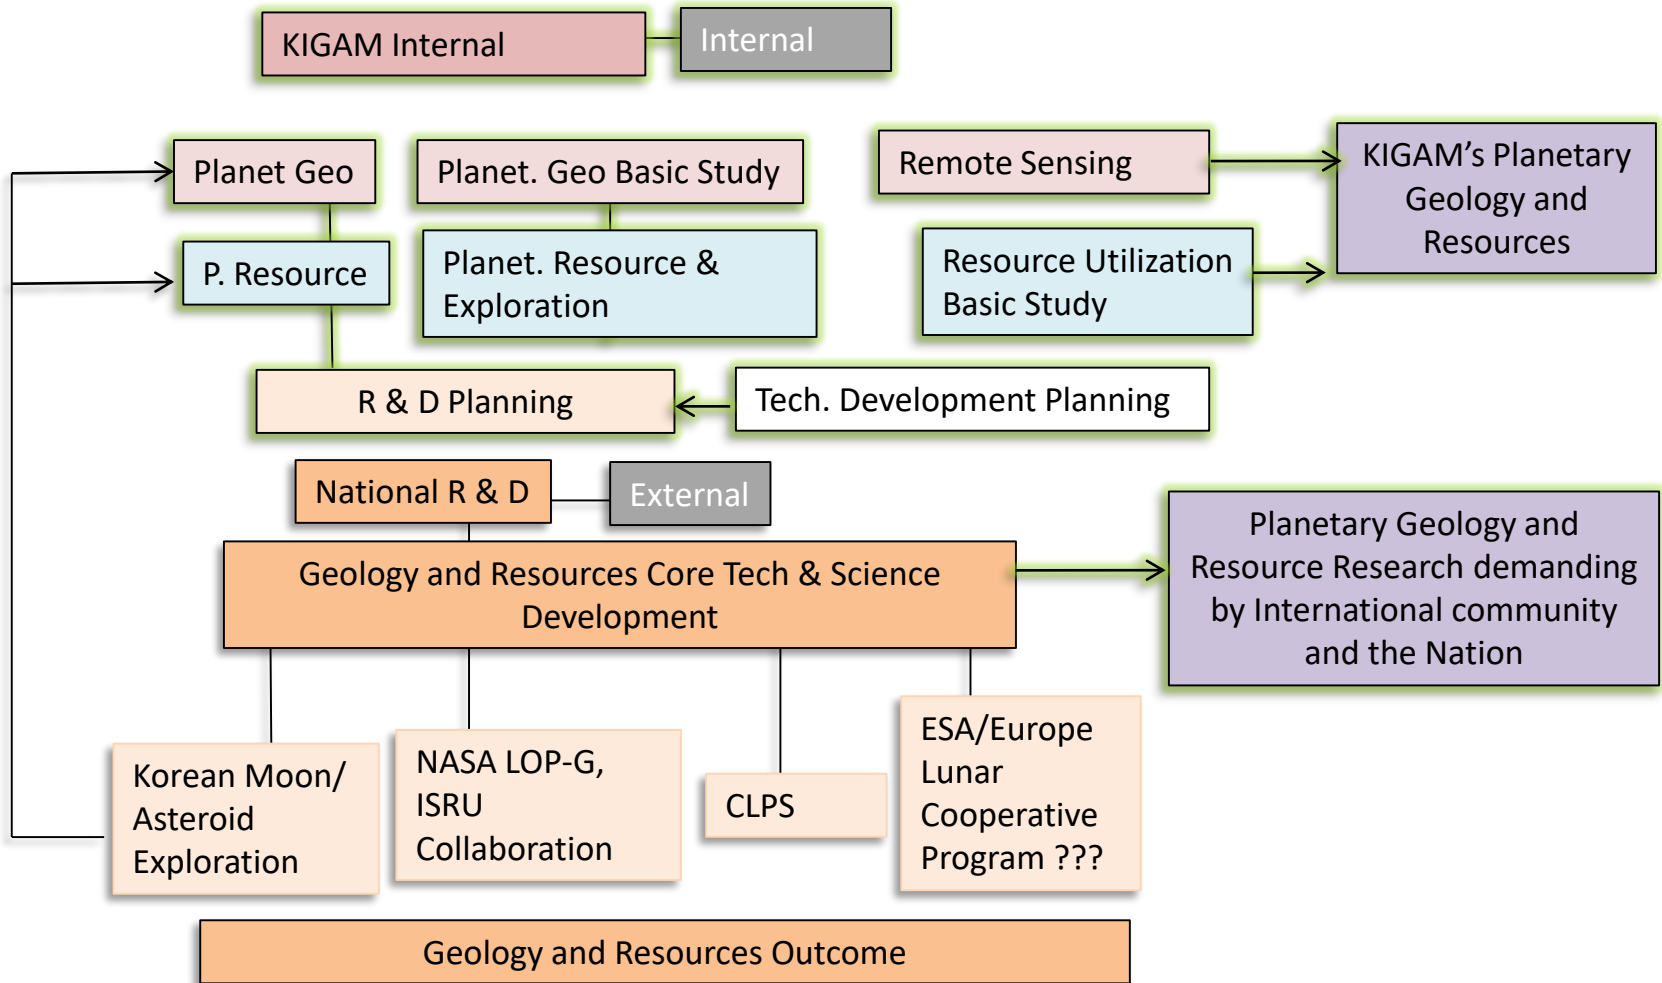 KIGAM Internal
Internal
Planet Geo
Planet. Geo Basic Study
Remote Sensing
KIGAM’s Planetary
Geology and
Resources
P. Resource
Planet. Resource &
Exploration
Resource Utilization
Basic Study
R & D Planning
Tech. Development Planning
National R & D
External
Geology and Resources Core Tech & Science
Development
Planetary Geology and
Resource Research demanding
by International community
and the Nation
Korean Moon/
Asteroid
Exploration
NASA LOP-G,
ISRU
Collaboration
CLPS
ESA/Europe
Lunar
Cooperative
Program ???
Geology and Resources Outcome